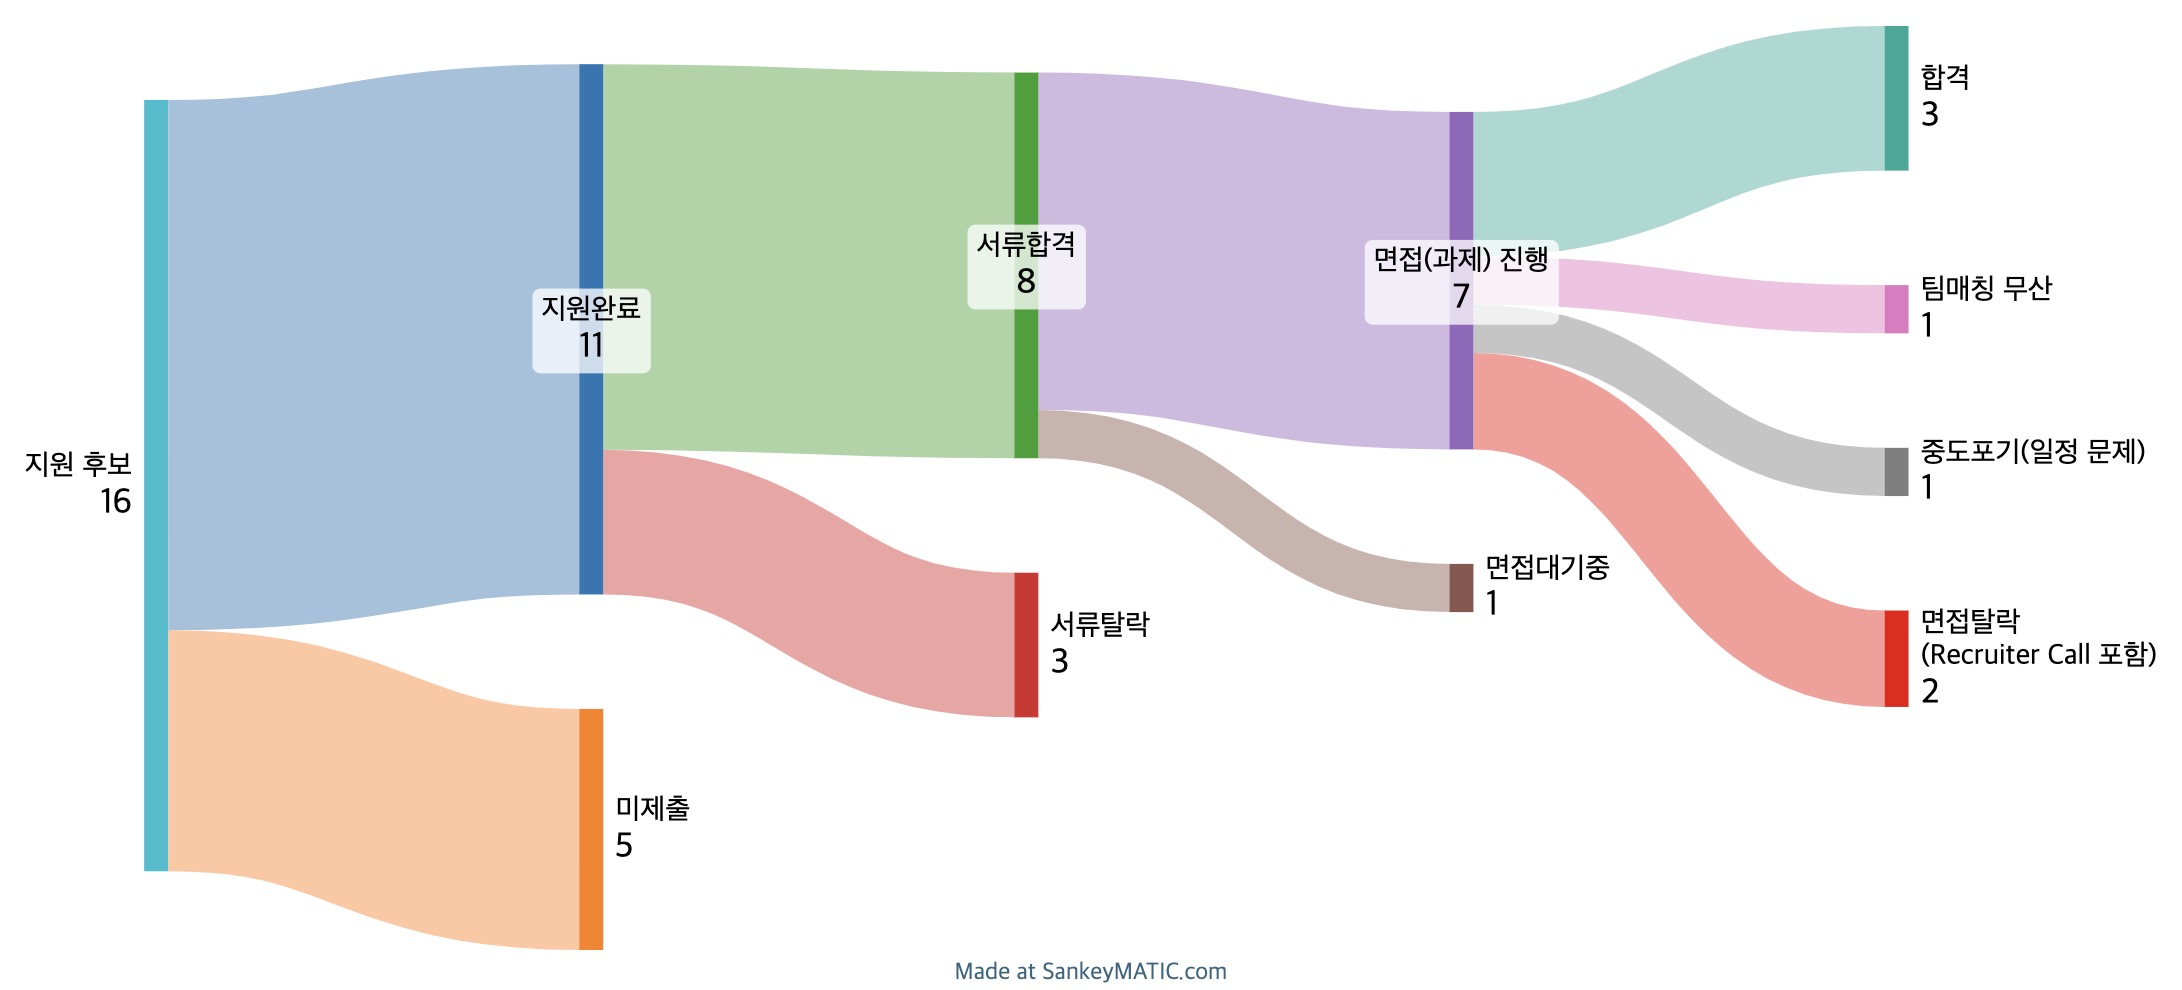 지원 후보
16
지원완료
11
미제출
5
서류합격
8
서류탈락
3
면접(과제) 진행
7
면접대기중
1
합격
3
팀매칭 무산
1
중도포기(일정 문제)
1
면접탈락
(Recruiter Call 포함)
2
Made at SankeyMATIC.com